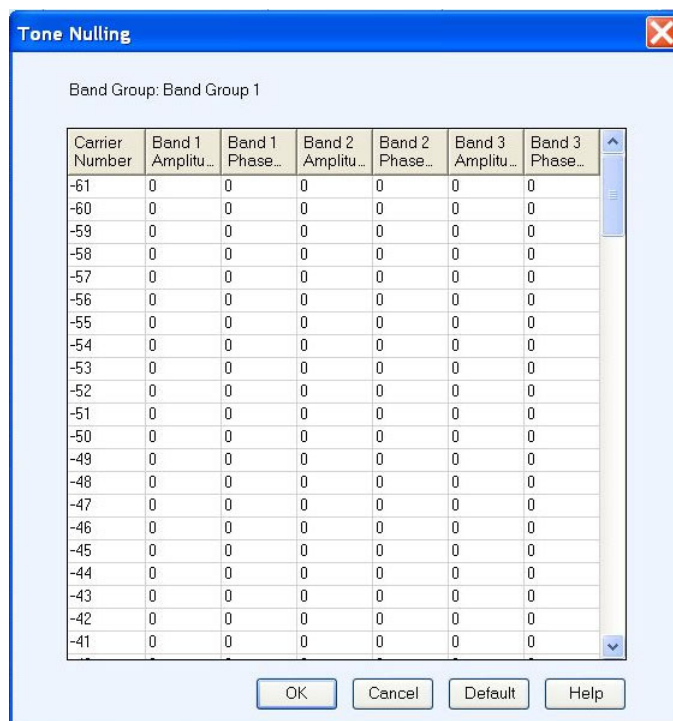 Tone Nulling
Band Group: Band Group 1
Carrier Number Band 1 Amplitu... Band 1 Phase... Band 2 Amplitu... Band 2 Phase... Band 3 Amplitu... Band 3 Phase...
-61 0 0 0 0 0 0
-60 0 0 0 0 0 0
-59 0 0 0 0 0 0
-58 0 0 0 0 0 0
-57 0 0 0 0 0 0
-56 0 0 0 0 0 0
-55 0 0 0 0 0 0
-54 0 0 0 0 0 0
-53 0 0 0 0 0 0
-52 0 0 0 0 0 0
-51 0 0 0 0 0 0
-50 0 0 0 0 0 0
-49 0 0 0 0 0 0
-48 0 0 0 0 0 0
-47 0 0 0 0 0 0
-46 0 0 0 0 0 0
-45 0 0 0 0 0 0
-44 0 0 0 0 0 0
-43 0 0 0 0 0 0
-42 0 0 0 0 0 0
-41 0 0 0 0 0 0
OK Cancel Default Help